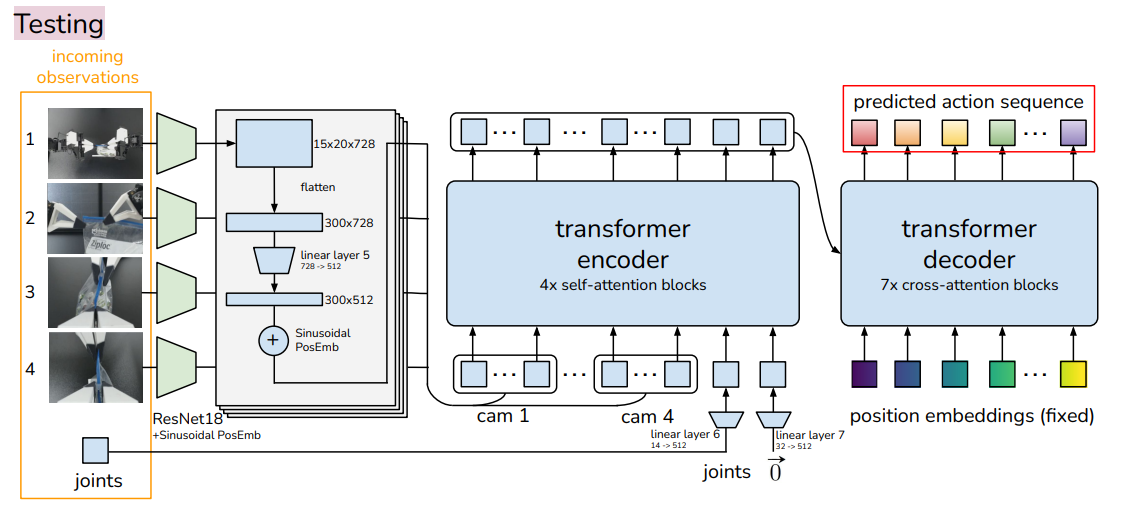 Testing
incoming
observations
1
2
3
4
Ziploc
joints
ResNet18
+Sinusoidal PosEmb
15x20x728
flatten
300x728
linear layer 5
728 -> 512
300x512
+
Sinusoidal
PosEmb
transformer
encoder
4x self-attention blocks
cam 1
cam 4
linear layer 6
14 -> 512
joints
linear layer 7
32 -> 512
0
predicted action sequence
transformer
decoder
7x cross-attention blocks
position embeddings (fixed)